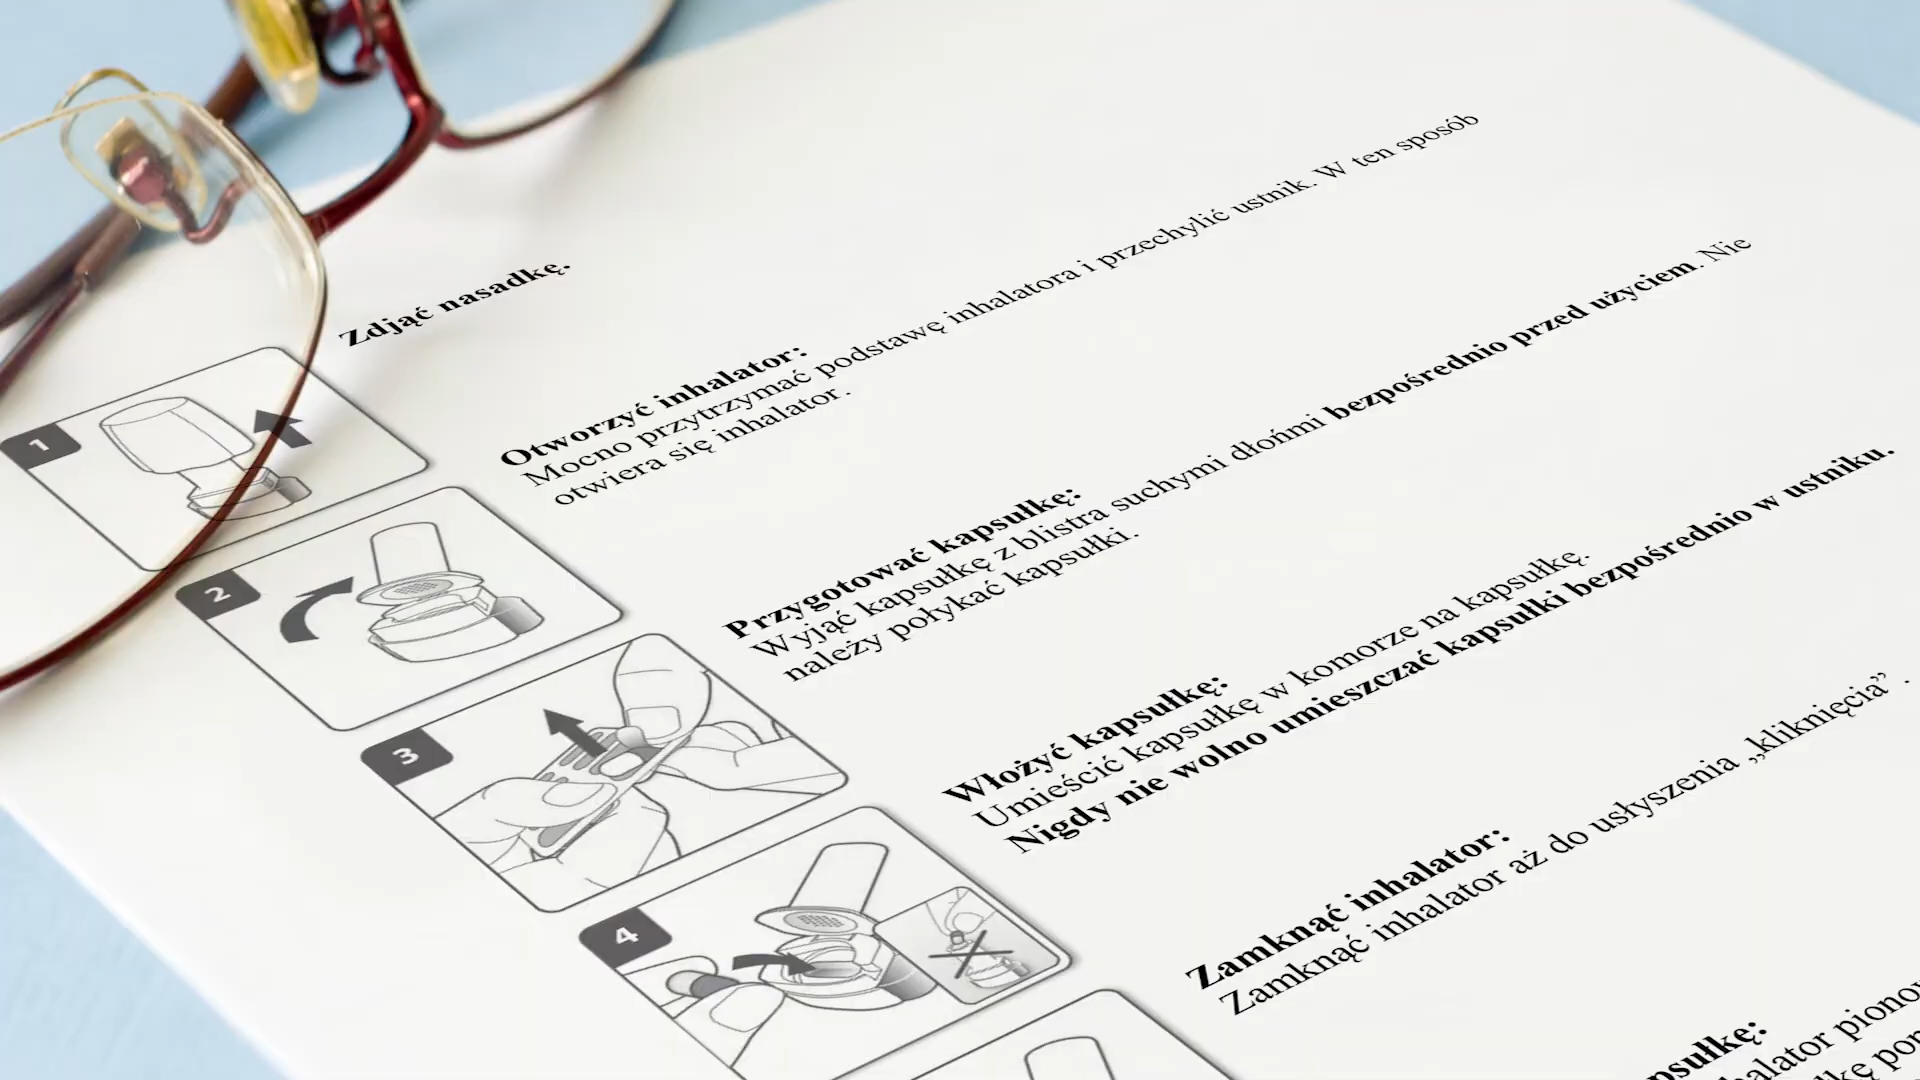 Zdjąć nasadkę.
1
Otworzyć inhalator:
Mocno przytrzymać podstawę inhalatora i przechylić ustnik. W ten sposób
otwiera się inhalator.
2
Przygotować kapsułkę:
Wyjąć kapsułkę z blistra suchymi dłońmi bezpośrednio przed użyciem. Nie
należy połykać kapsułki.
3
Włożyć kapsułkę:
Umieścić kapsułkę w komorze na kapsułkę.
Nigdy nie wolno umieszczać kapsułki bezpośrednio w ustniku.
4
Zamknąć inhalator:
Zamknąć inhalator aż do usłyszenia „kliknięcia” .